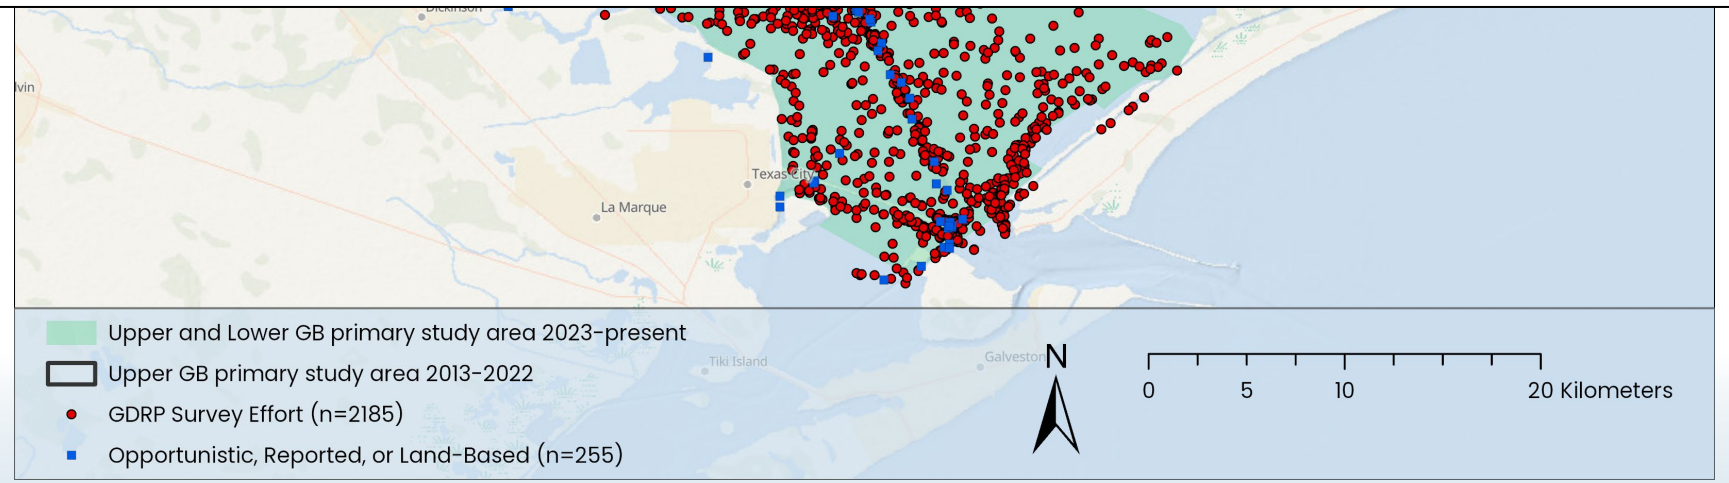 Dickinson
lvin
Texas City
La Marque
Upper and Lower GB primary study area 2023-present
Upper GB primary study area 2013-2022
GDRP Survey Effort (n=2185)
Opportunistic, Reported, or Land-Based (n=255)
Tiki Island
Galveston
N
0 5 10 20 Kilometers